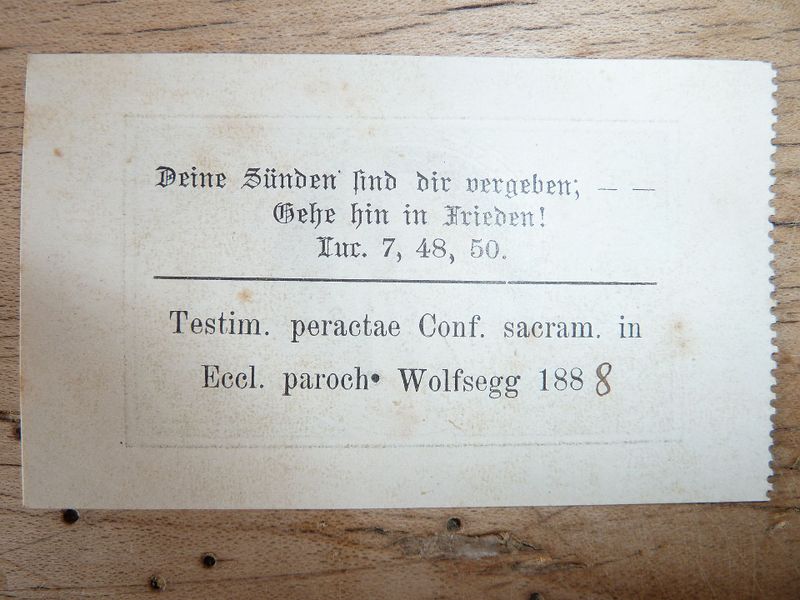 Deine Sünden sind dir vergeben; — —
Gehe hin in Frieden!
Luc. 7, 48, 50.
Testim. peractae Conf. sacram. in
Eccl. paroch. Wolfsegg 1888